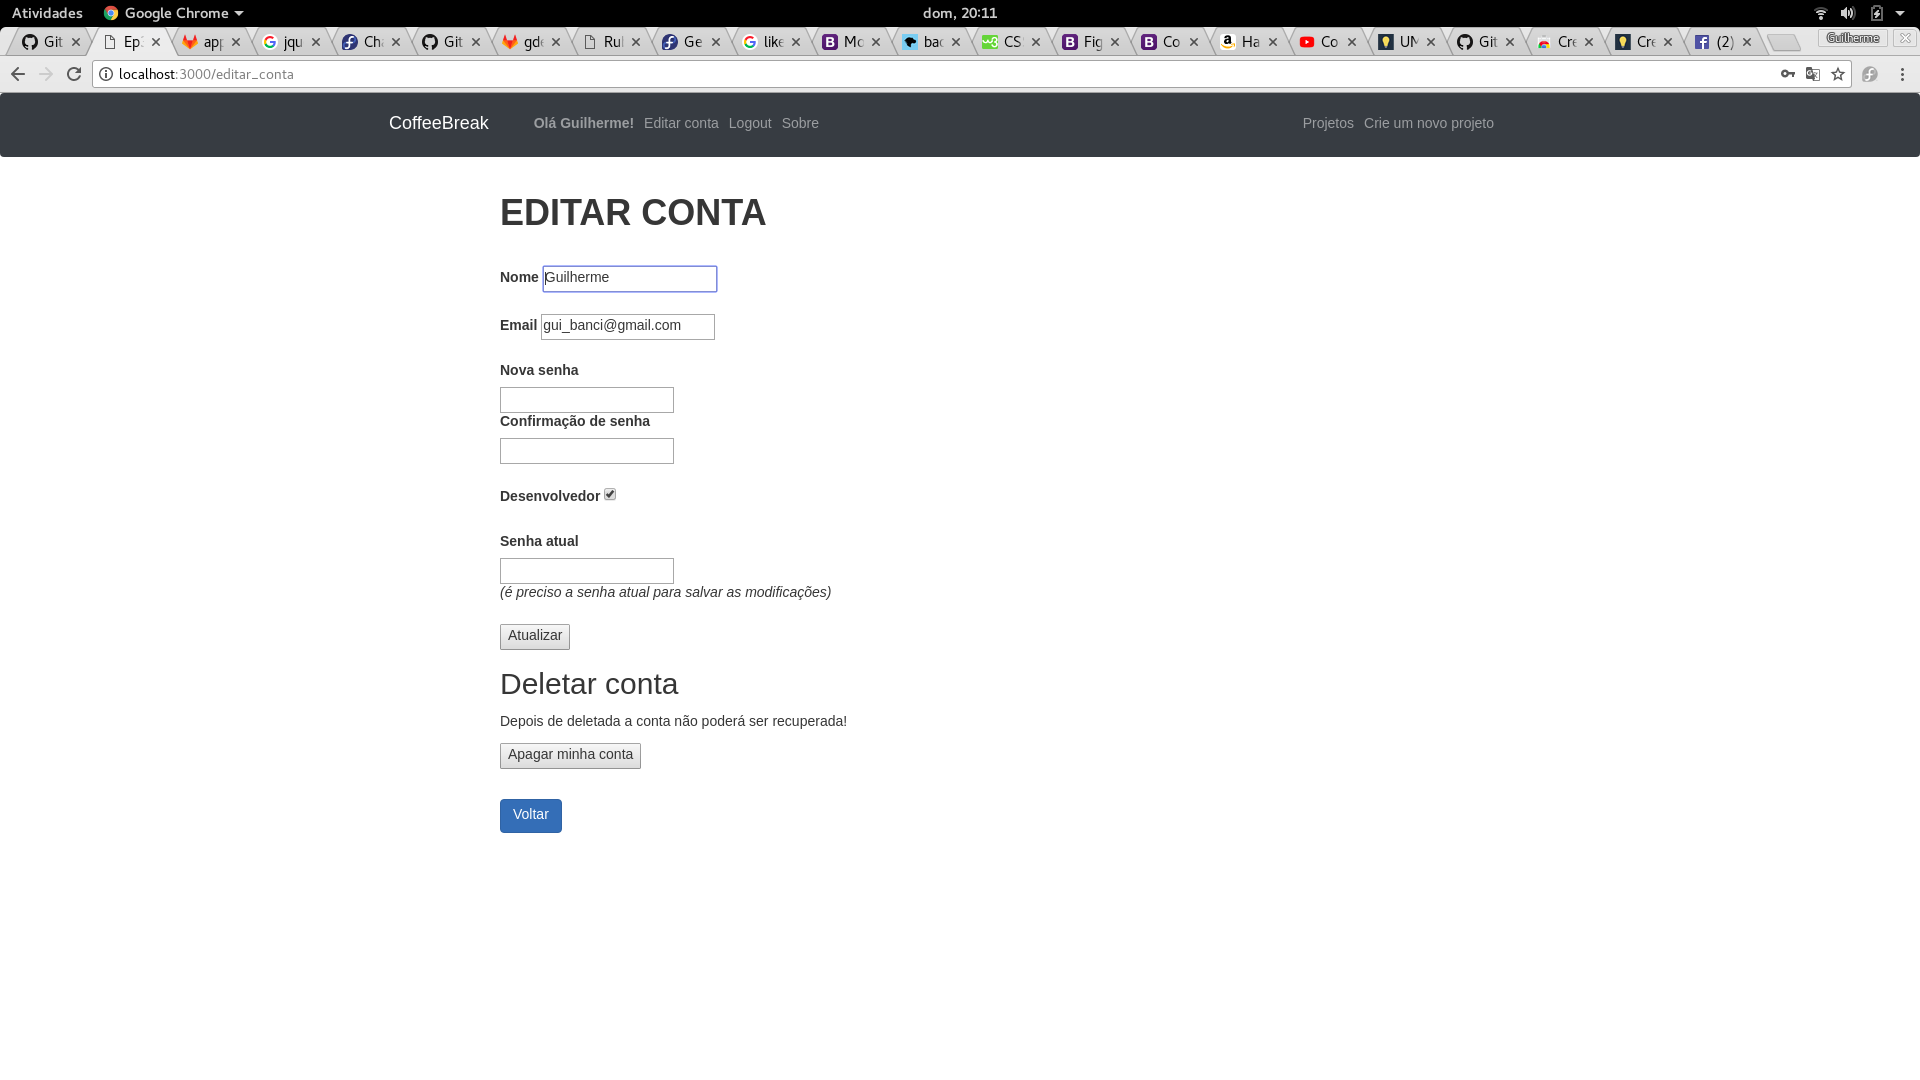 Atividades Google Chrome dom, 20:11
Git Ep: app jqu Cha Git gde Rul Ge like Mo bac CS Fig Co Ha Co UM Git Cre Cre (2) Guilherme
localhost:3000/editar_conta
CoffeeBreak Olá Guilherme! Editar conta Logout Sobre Projetos Crie um novo projeto
EDITAR CONTA
Nome Guilherme
Email gui_banci@gmail.com
Nova senha
Confirmação de senha
Desenvolvedor
Senha atual
(é preciso a senha atual para salvar as modificações)
Atualizar
Deletar conta
Depois de deletada a conta não poderá ser recuperada!
Apagar minha conta
Voltar